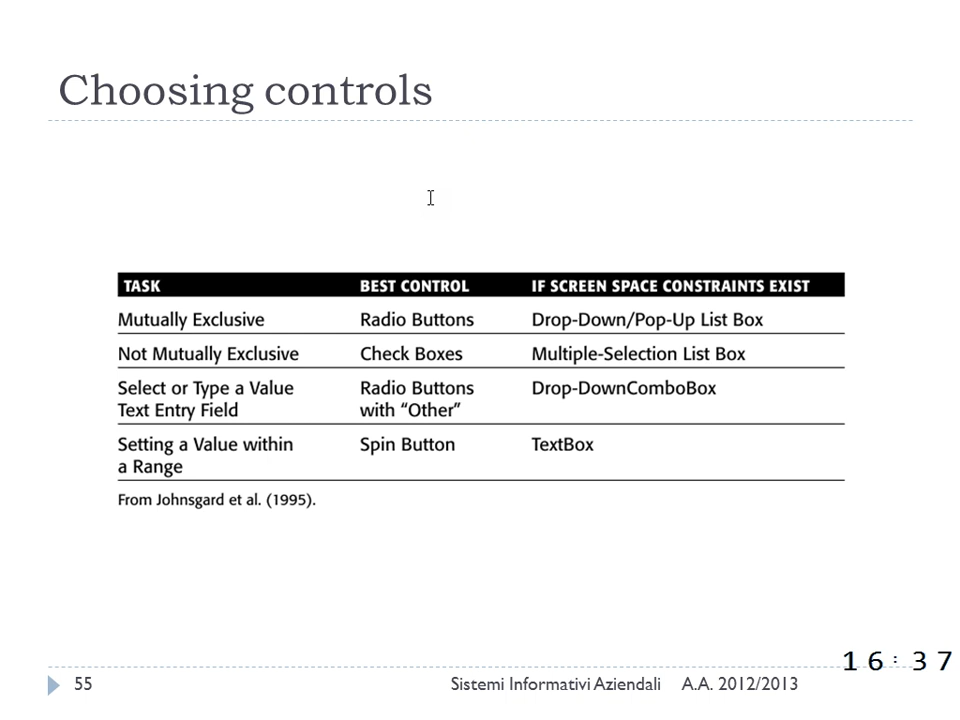 Choosing controls
TASK BEST CONTROL IF SCREEN SPACE CONSTRAINTS EXIST
Mutually Exclusive Radio Buttons Drop-Down/Pop-Up List Box
Not Mutually Exclusive Check Boxes Multiple-Selection List Box
Select or Type a Value Radio Buttons Drop-DownComboBox
Text Entry Field with “Other”
Setting a Value within Spin Button TextBox
a Range
From Johnsgard et al. (1995).
16:37
55 Sistemi Informativi Aziendali A.A. 2012/2013